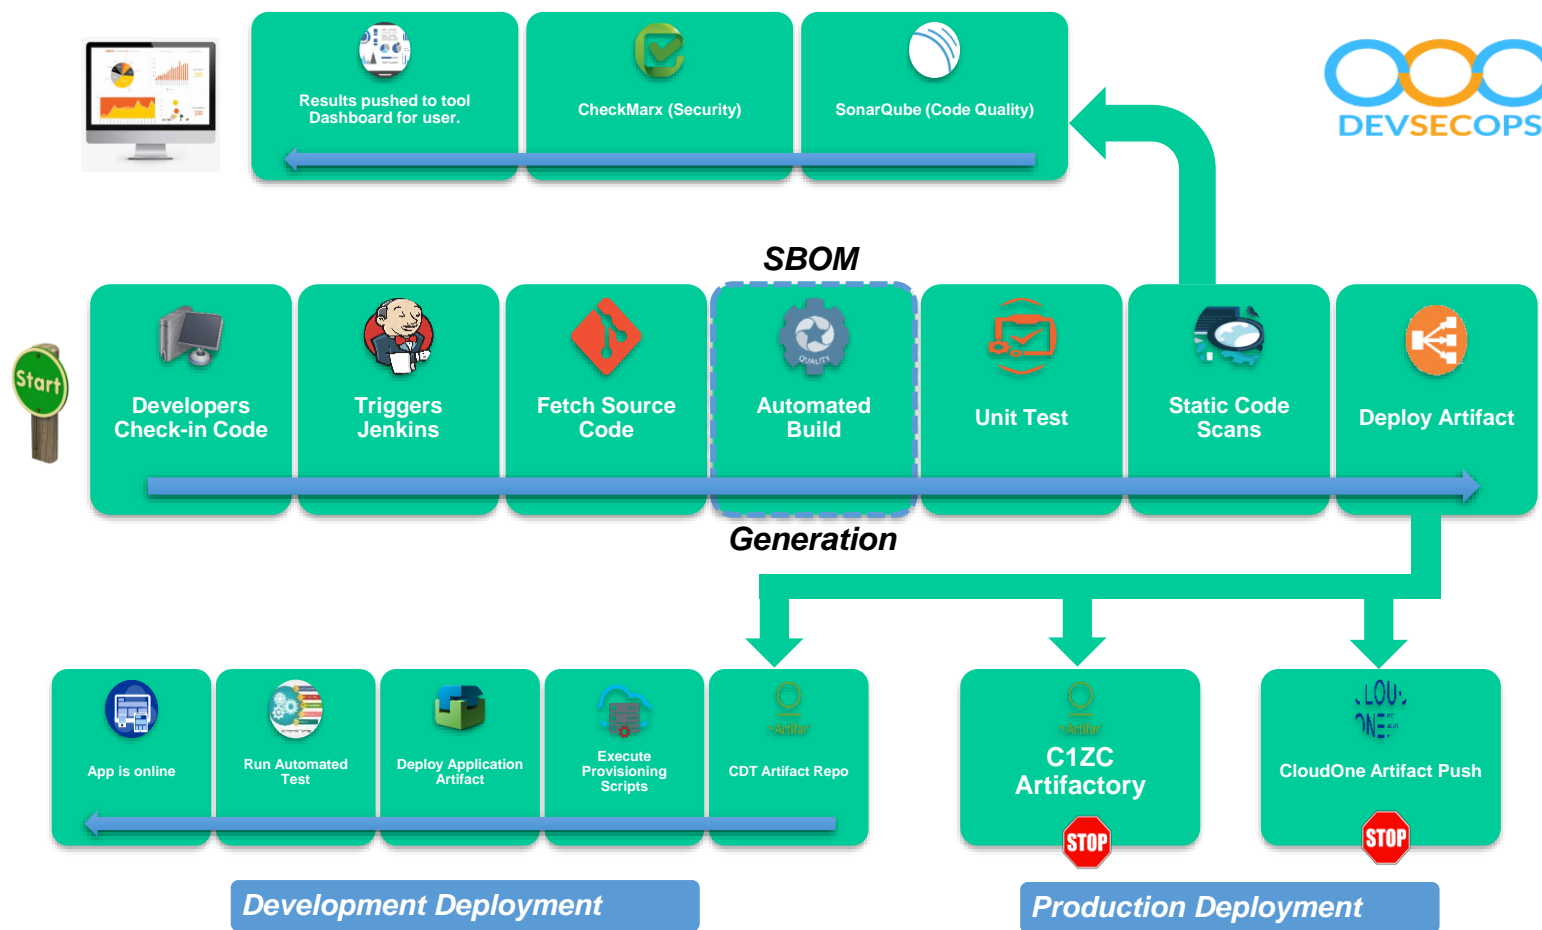 Results pushed to tool
Dashboard for user.
CheckMarx (Security)
SonarQube (Code Quality)
DEVSECOPS
SBOM
Start
Developers
Check-in Code
Triggers
Jenkins
Fetch Source
Code
QUALITY
Automated
Build
Unit Test
Static Code
Scans
Deploy Artifact
Generation
App is online
Run Automated
Test
Deploy Application
Artifact
Execute
Provisioning
Scripts
CDT Artifact Repo
C1ZC
Artifactory
STOP
CloudOne Artifact Push
STOP
Development Deployment
Production Deployment